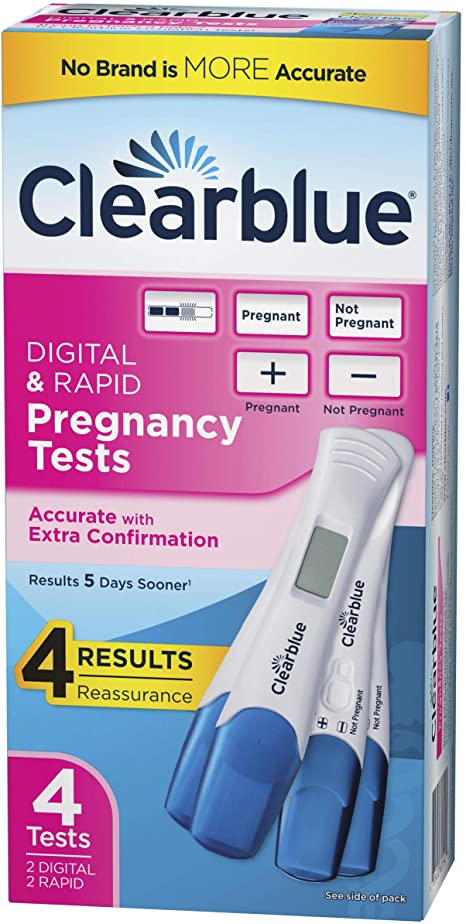 No Brand is MORE Accurate
Clearblue®
Pregnant
Not
Pregnant
DIGITAL
& RAPID
Pregnancy
Tests
+
Pregnant
−
Not Pregnant
Accurate with
Extra Confirmation
Results 5 Days Sooner¹
4 RESULTS
Reassurance
Clearblue
Clearblue
Pregnant
Not Pregnant
Not Pregnant
4
Tests
2 DIGITAL
2 RAPID
See side of pack